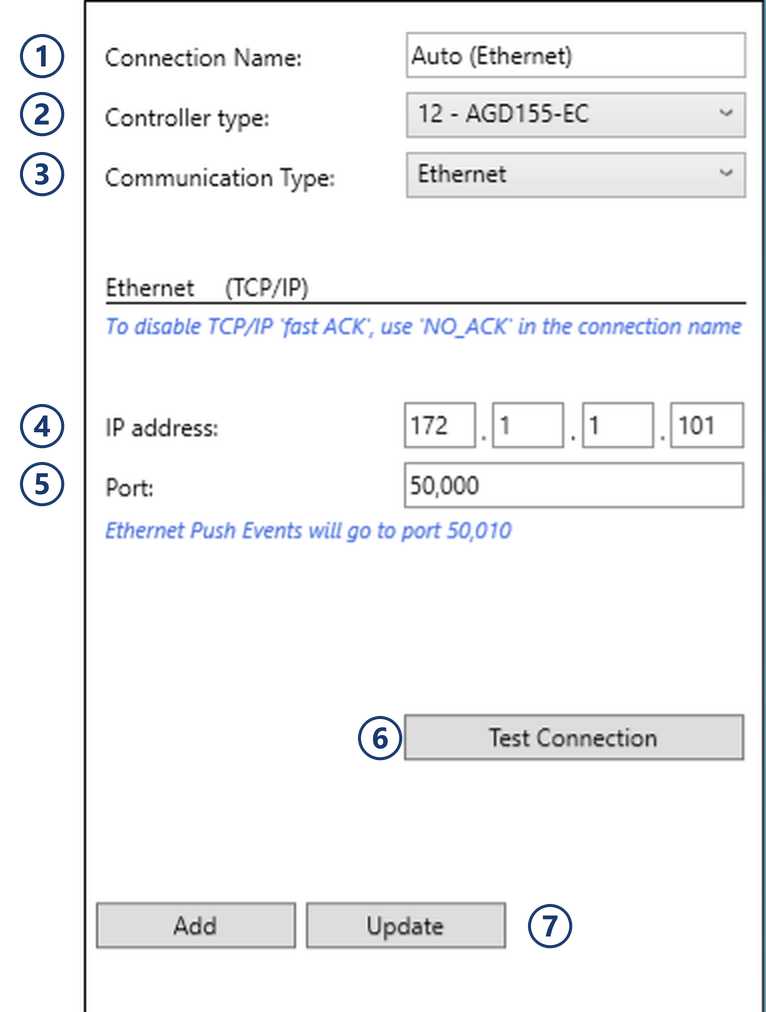 1 Connection Name: Auto (Ethernet)
2 Controller type: 12 - AGD155-EC
3 Communication Type: Ethernet
Ethernet (TCP/IP)
To disable TCP/IP 'fast ACK', use 'NO_ACK' in the connection name
4 IP address: 172 . 1 . 1 . 101
5 Port: 50,000
Ethernet Push Events will go to port 50,010
6 Test Connection
Add Update 7